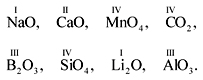 I II IV IV
NaO, CaO, MnO₄, CO₂,
III IV I III
B₂O₃, SiO₄, Li₂O, AlO₃.